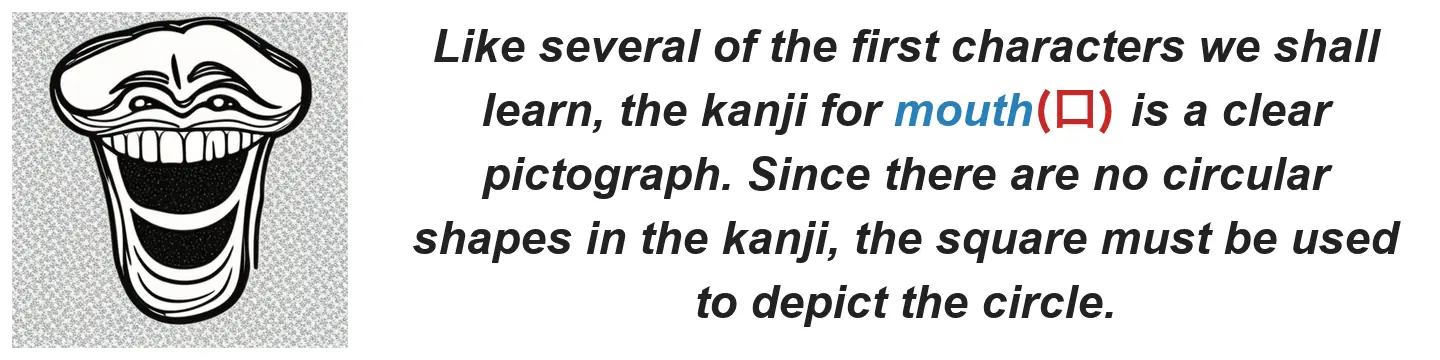 Like several of the first characters we shall
learn, the kanji for mouth(口) is a clear
pictograph. Since there are no circular
shapes in the kanji, the square must be used
to depict the circle.